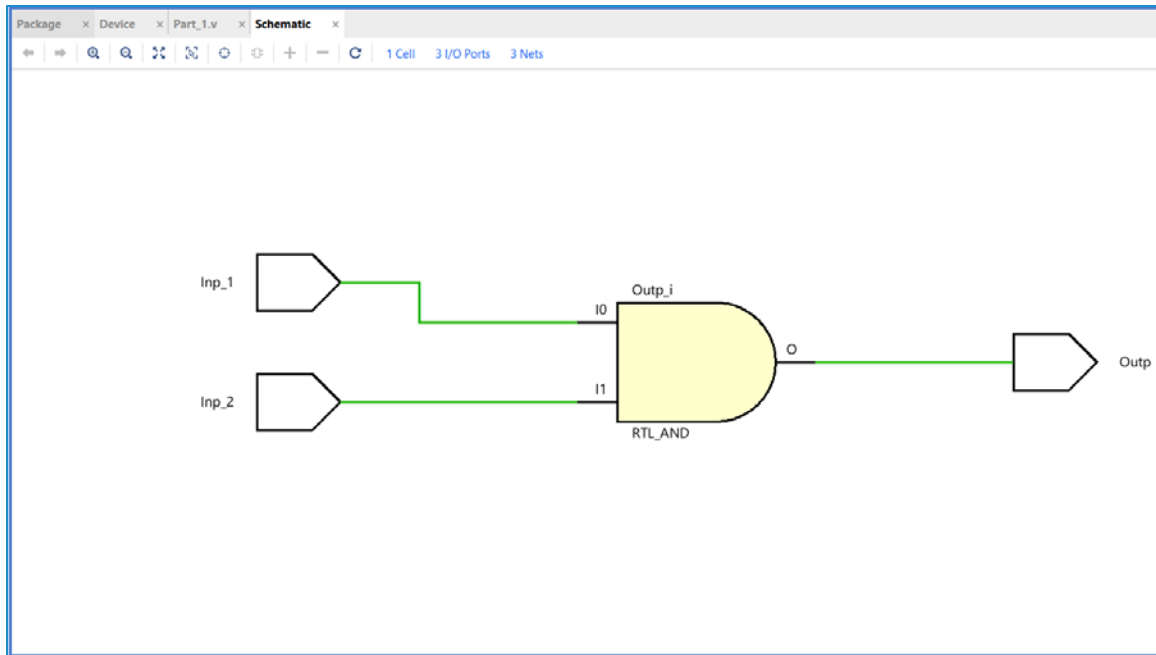 Package × Device × Part_1.v × Schematic ×
1 Cell 3 I/O Ports 3 Nets
Inp_1
Outp_i
I0
O
Outp
I1
Inp_2
RTL_AND